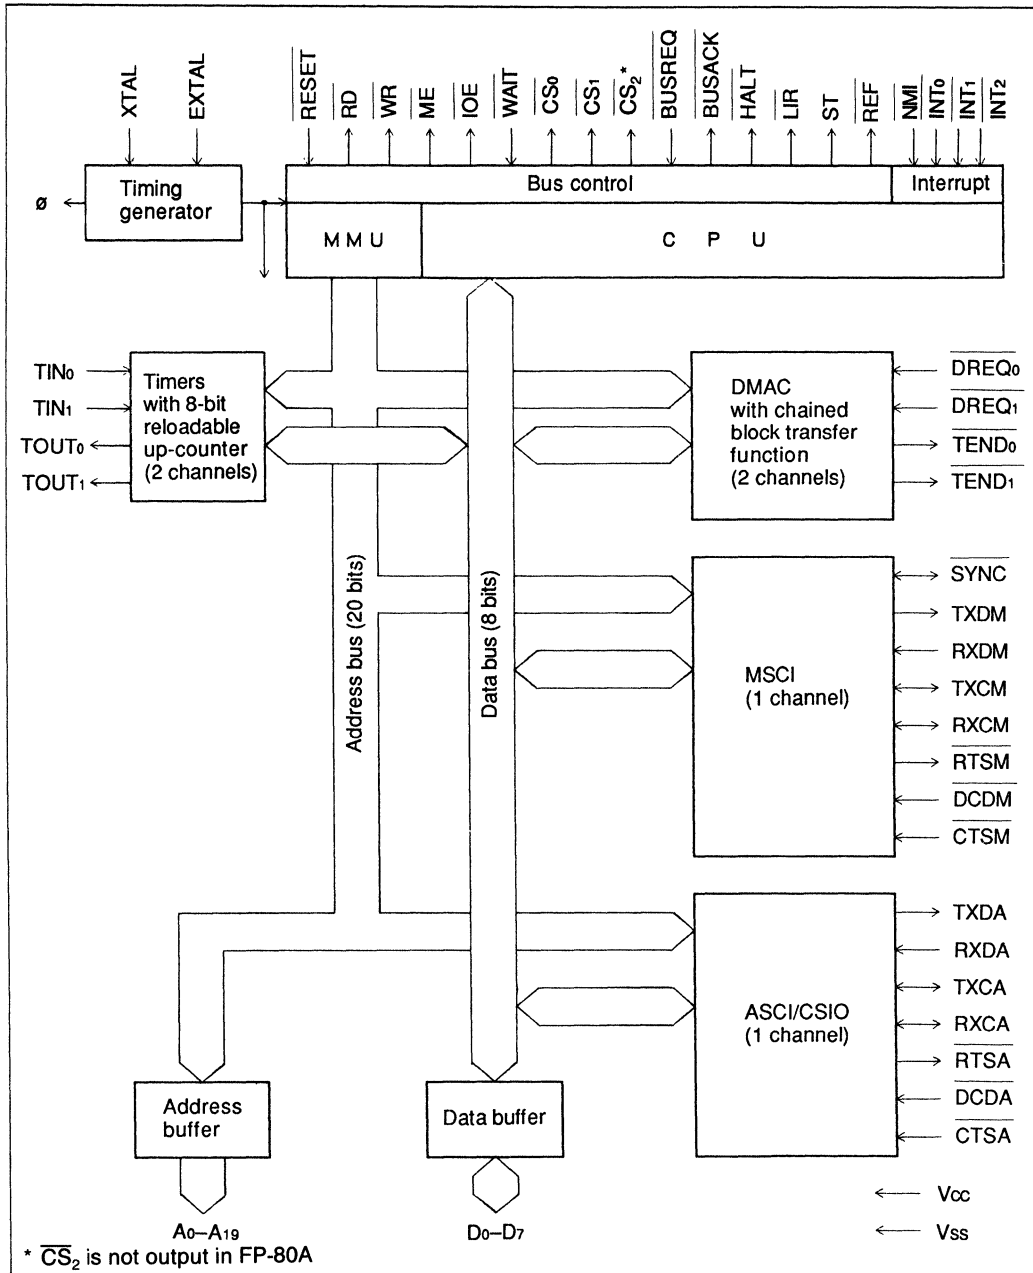 XTAL
EXTAL
RESET
RD
WR
ME
IOE
WAIT
CS0
CS1
CS2*
BUSREQ
BUSACK
HALT
LIR
ST
REF
NMI
INT0
INT1
INT2
ø
Timing
generator
Bus control
Interrupt
MMU
CPU
TIN0
TIN1
TOUT0
TOUT1
Timers
with 8-bit
reloadable
up-counter
(2 channels)
DMAC
with chained
block transfer
function
(2 channels)
DREQ0
DREQ1
TEND0
TEND1
Address bus (20 bits)
Data bus (8 bits)
MSCI
(1 channel)
SYNC
TXDM
RXDM
TXCM
RXCM
RTSM
DCDM
CTSM
ASCI/CSIO
(1 channel)
TXDA
RXDA
TXCA
RXCA
RTSA
DCDA
CTSA
Address
buffer
Data buffer
A0–A19
D0–D7
Vcc
Vss
* CS2 is not output in FP-80A